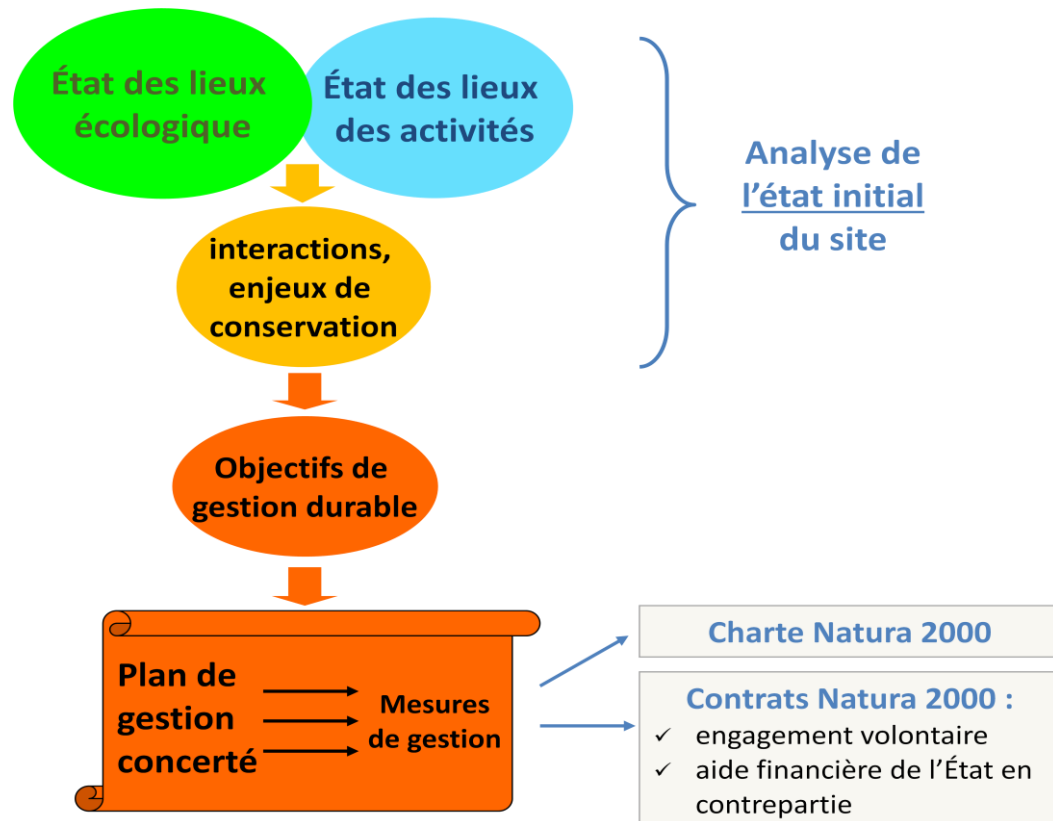 État des lieux
écologique
État des lieux
des activités
interactions,
enjeux de
conservation
Analyse de
l’état initial
du site
Objectifs de
gestion durable
Plan de
gestion
concerté
Mesures
de gestion
Charte Natura 2000
Contrats Natura 2000 :
✓ engagement volontaire
✓ aide financière de l’État en
contrepartie